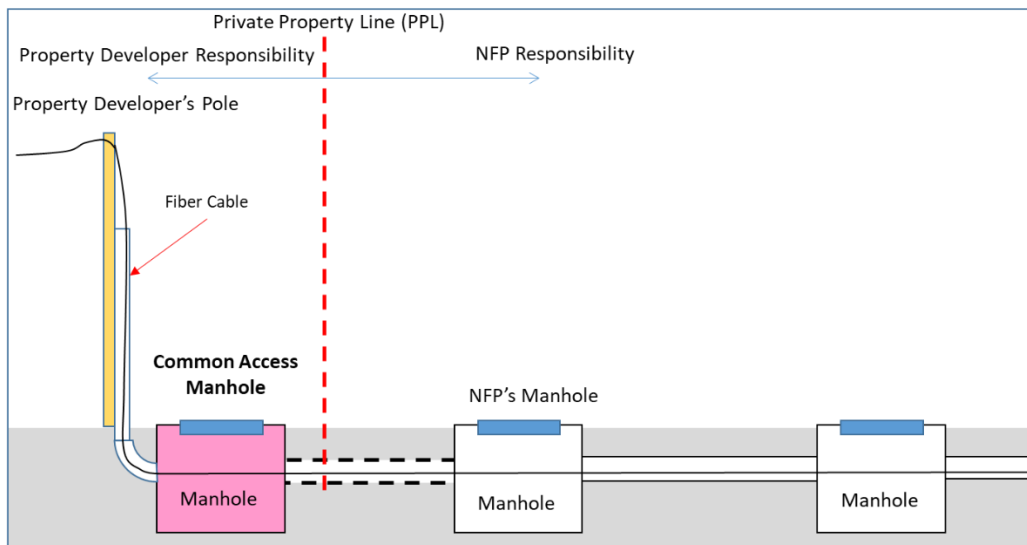 Private Property Line (PPL)
Property Developer Responsibility
NFP Responsibility
Property Developer’s Pole
Fiber Cable
Common Access
Manhole
NFP’s Manhole
Manhole
Manhole
Manhole